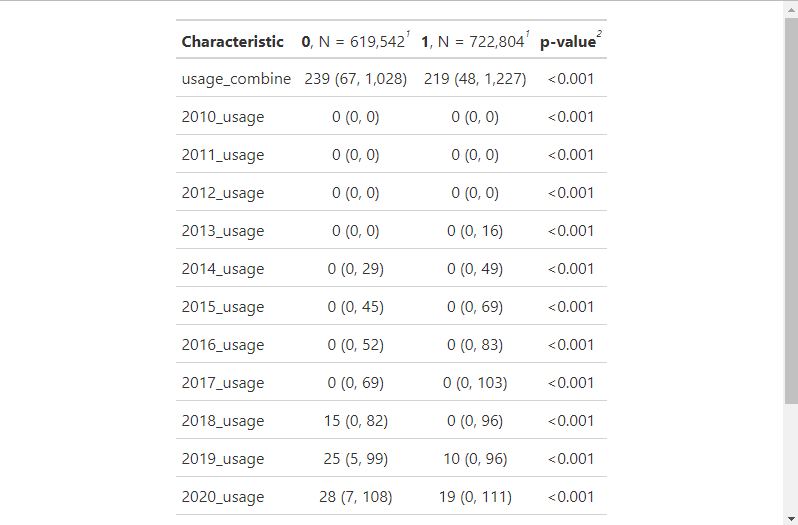 Characteristic 0, N = 619,542¹ 1, N = 722,804¹ p-value²
usage_combine 239 (67, 1,028) 219 (48, 1,227) <0.001
2010_usage 0 (0, 0) 0 (0, 0) <0.001
2011_usage 0 (0, 0) 0 (0, 0) <0.001
2012_usage 0 (0, 0) 0 (0, 0) <0.001
2013_usage 0 (0, 0) 0 (0, 16) <0.001
2014_usage 0 (0, 29) 0 (0, 49) <0.001
2015_usage 0 (0, 45) 0 (0, 69) <0.001
2016_usage 0 (0, 52) 0 (0, 83) <0.001
2017_usage 0 (0, 69) 0 (0, 103) <0.001
2018_usage 15 (0, 82) 0 (0, 96) <0.001
2019_usage 25 (5, 99) 10 (0, 96) <0.001
2020_usage 28 (7, 108) 19 (0, 111) <0.001